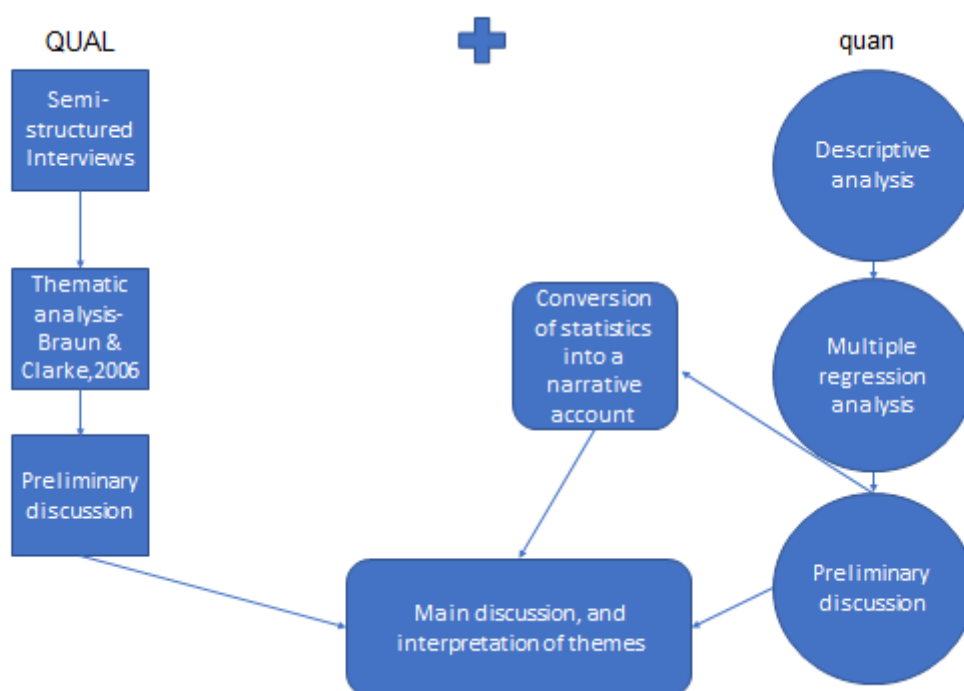 QUAL
quan
Semi-
structured
Interviews
Descriptive
analysis
Thematic
analysis-
Braun &
Clarke,2006
Conversion
of statistics
into a
narrative
account
Multiple
regression
analysis
Preliminary
discussion
Preliminary
discussion
Main discussion, and
interpretation of themes